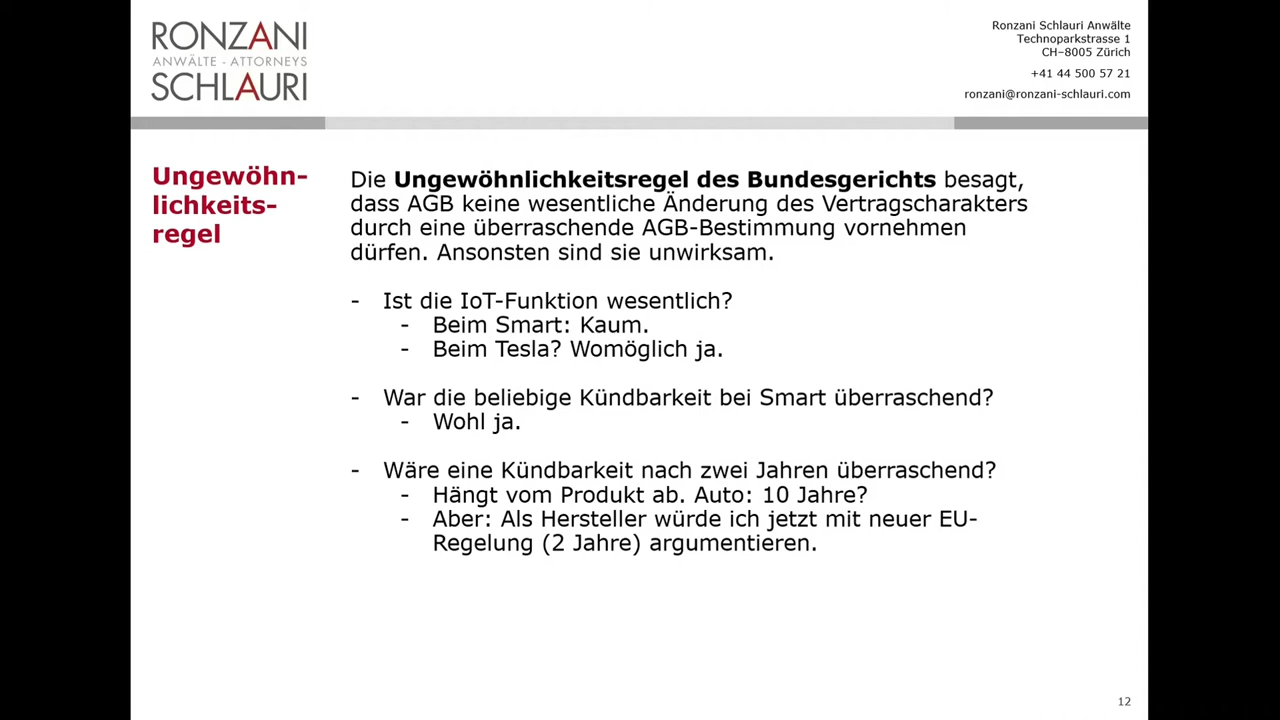 RONZANI
ANWÄLTE - ATTORNEYS
SCHLAURI
Ronzani Schlauri Anwälte
Technoparkstrasse 1
CH–8005 Zürich
+41 44 500 57 21
ronzani@ronzani-schlauri.com
Ungewöhn-
lichkeits-
regel
Die Ungewöhnlichkeitsregel des Bundesgerichts besagt,
dass AGB keine wesentliche Änderung des Vertragscharakters
durch eine überraschende AGB-Bestimmung vornehmen
dürfen. Ansonsten sind sie unwirksam.
- Ist die IoT-Funktion wesentlich?
- Beim Smart: Kaum.
- Beim Tesla? Womöglich ja.
- War die beliebige Kündbarkeit bei Smart überraschend?
- Wohl ja.
- Wäre eine Kündbarkeit nach zwei Jahren überraschend?
- Hängt vom Produkt ab. Auto: 10 Jahre?
- Aber: Als Hersteller würde ich jetzt mit neuer EU-
Regelung (2 Jahre) argumentieren.
12